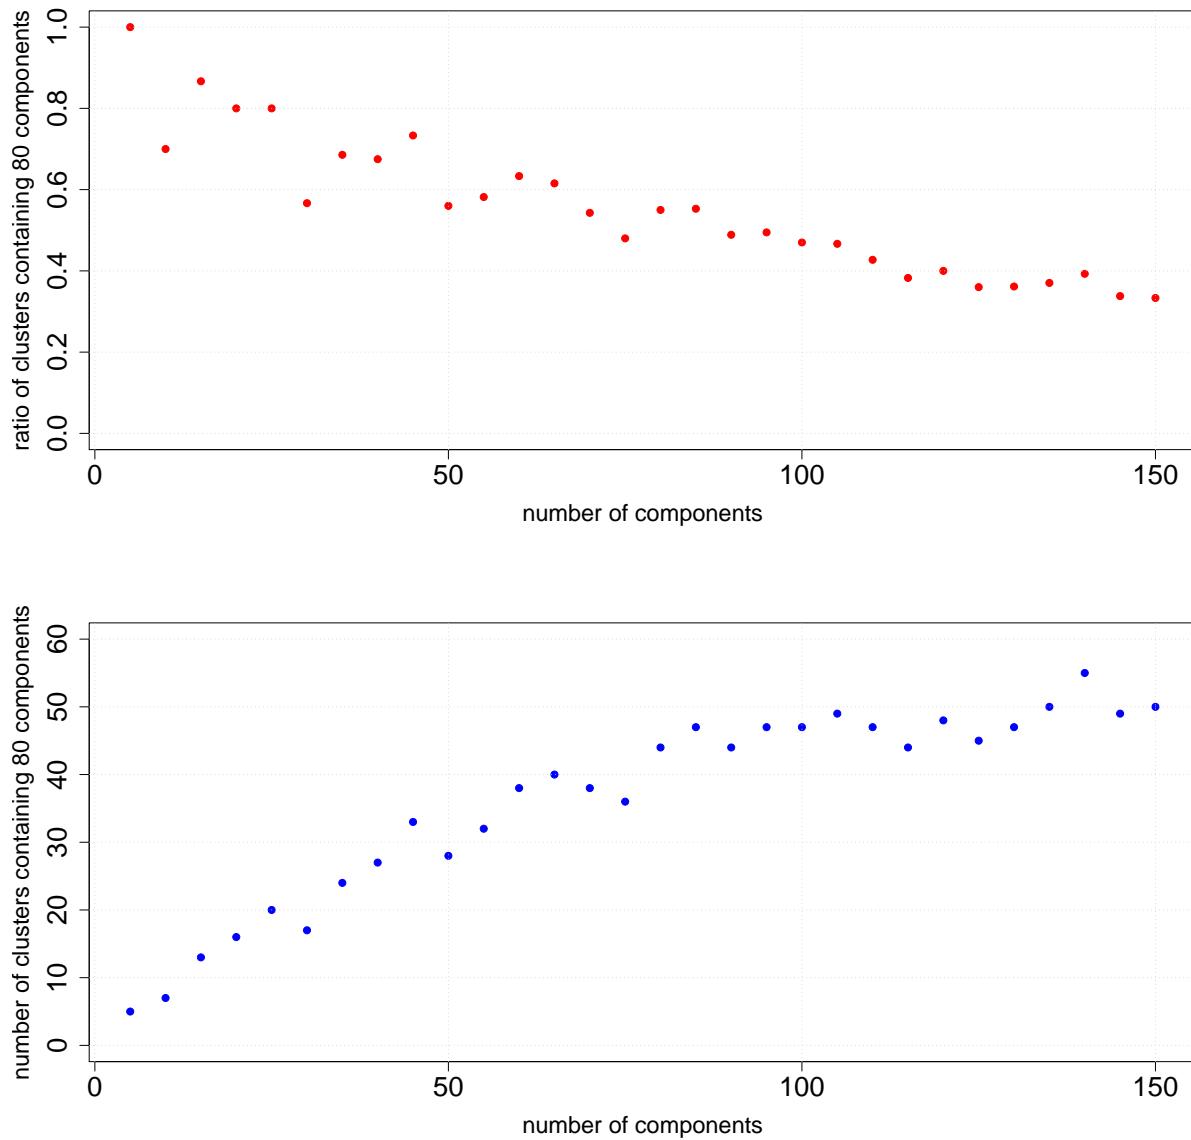 ratio of clusters containing 80 components
1.0
0.8
0.6
0.4
0.2
0.0
0 50 100 150
number of components
number of clusters containing 80 components
60
50
40
30
20
10
0
0 50 100 150
number of components